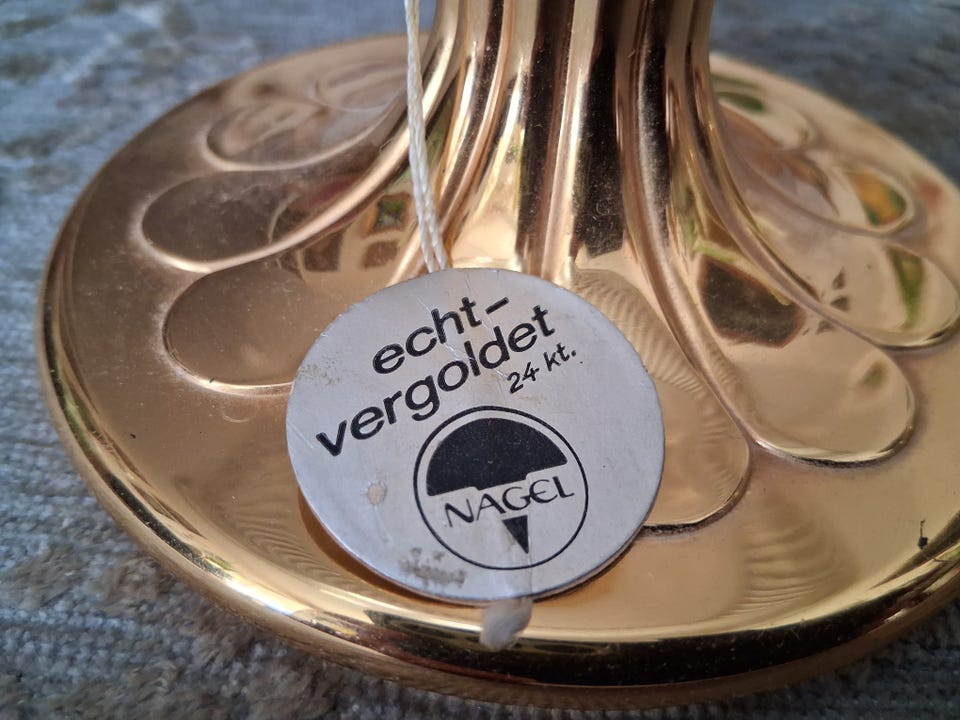 echt-
vergoldet
24 kt.
NAGEL